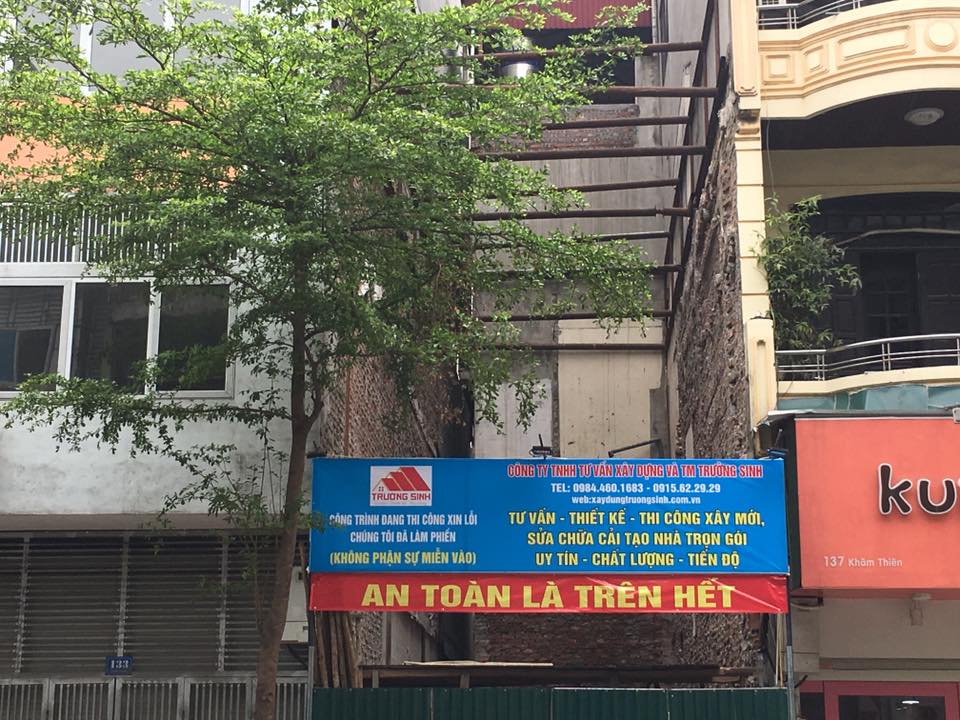 TRƯỜNG SINH
CÔNG TRÌNH ĐANG THI CÔNG XIN LỖI
CHÚNG TÔI ĐÃ LÀM PHIỀN
(KHÔNG PHẬN SỰ MIỄN VÀO)
CÔNG TY TNHH TƯ VẤN XÂY DỰNG VÀ TM TRƯỜNG SINH
TEL: 0984.460.1683 - 0915.62.29.29
web:xaydungtruongsinh.com.vn
TƯ VẤN - THIẾT KẾ - THI CÔNG XÂY MỚI,
SỬA CHỮA CẢI TẠO NHÀ TRỌN GÓI
UY TÍN - CHẤT LƯỢNG - TIẾN ĐỘ
AN TOÀN LÀ TRÊN HẾT
137 Khâm Thiên
133